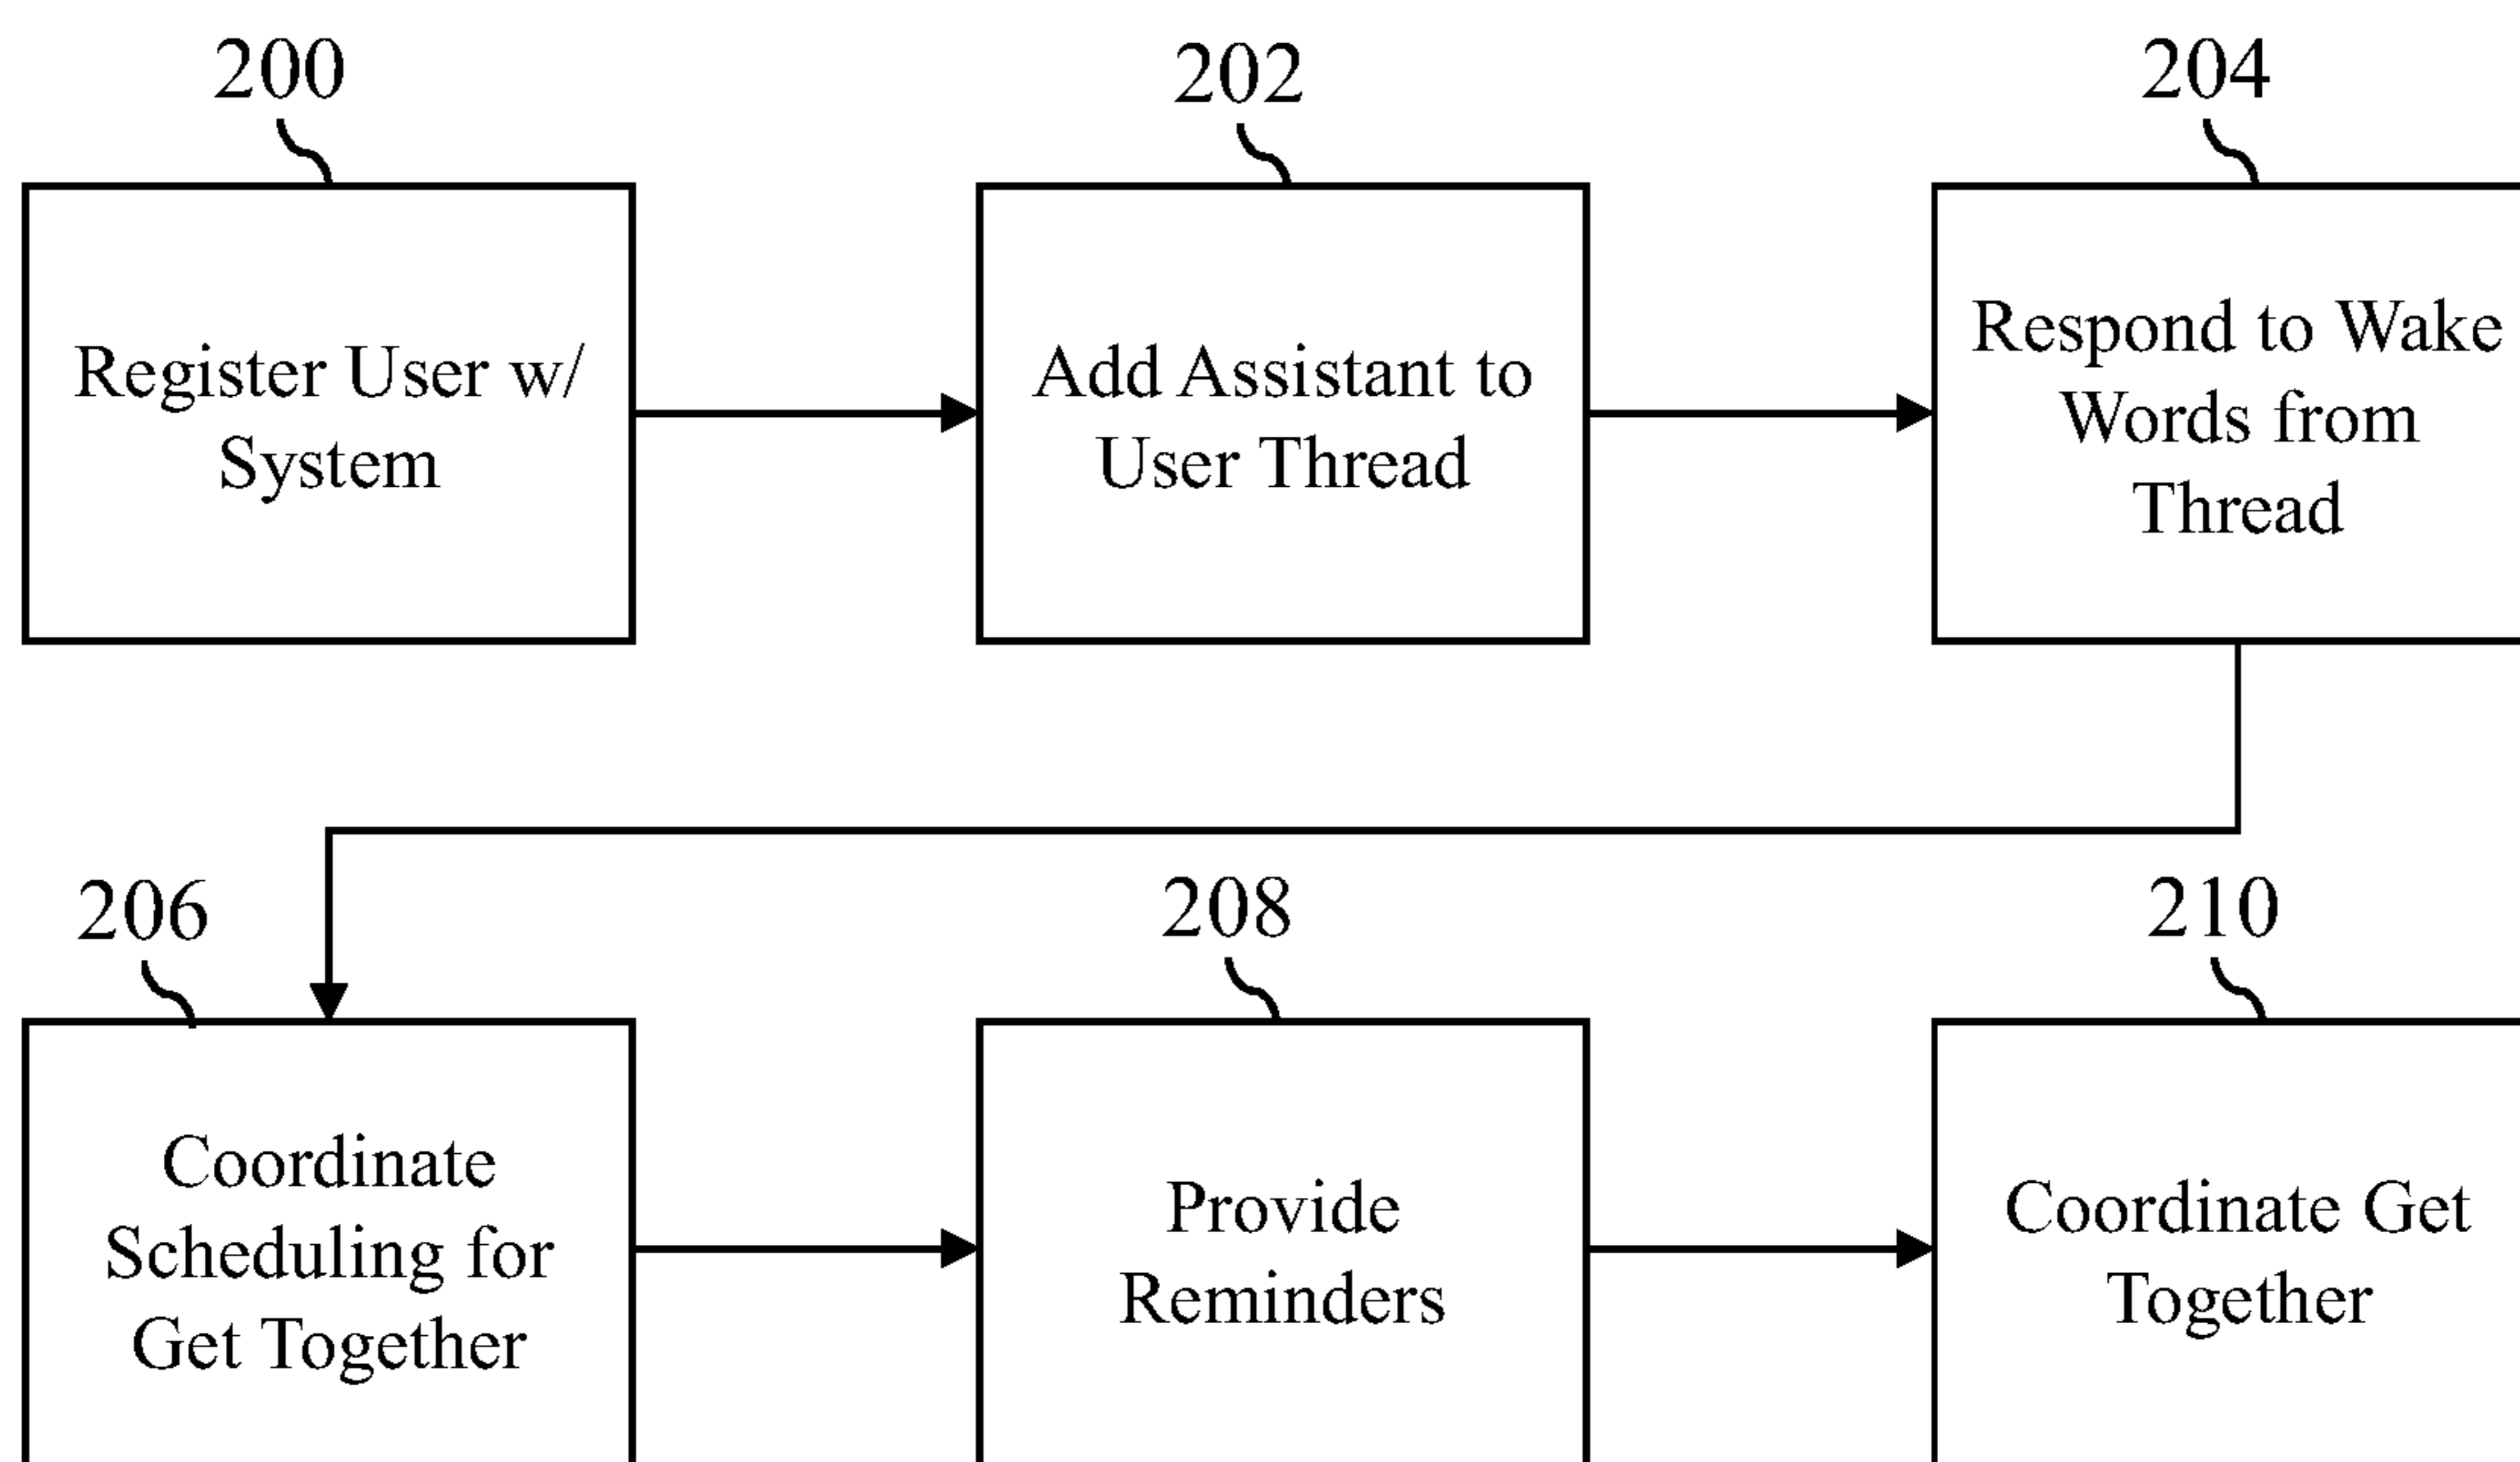 200
202
204
Register User w/
System
Add Assistant to
User Thread
Respond to Wake
Words from
Thread
206
208
210
Coordinate
Scheduling for
Get Together
Provide
Reminders
Coordinate Get
Together